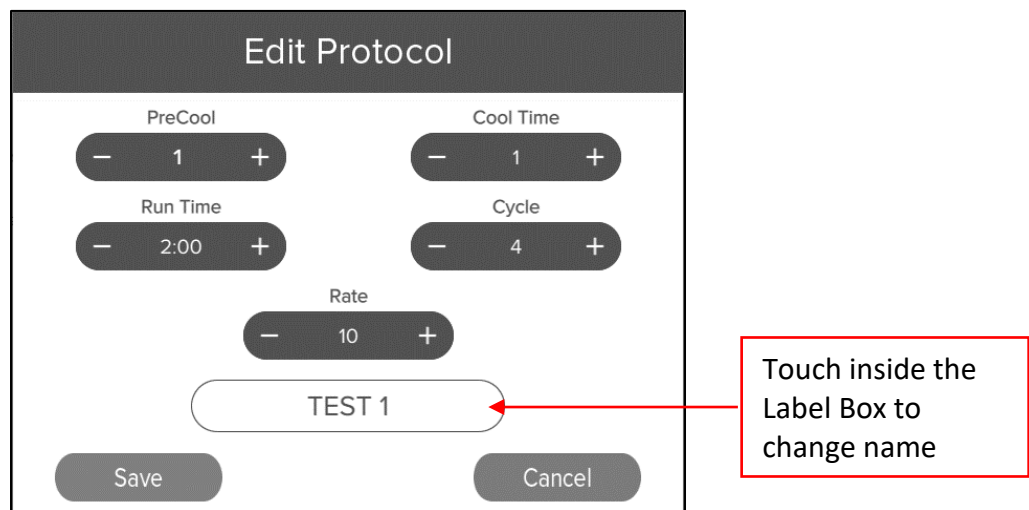 Edit Protocol
PreCool Cool Time
− 1 + − 1 +
Run Time Cycle
− 2:00 + − 4 +
Rate
− 10 +
TEST 1
Touch inside the
Label Box to
change name
Save Cancel